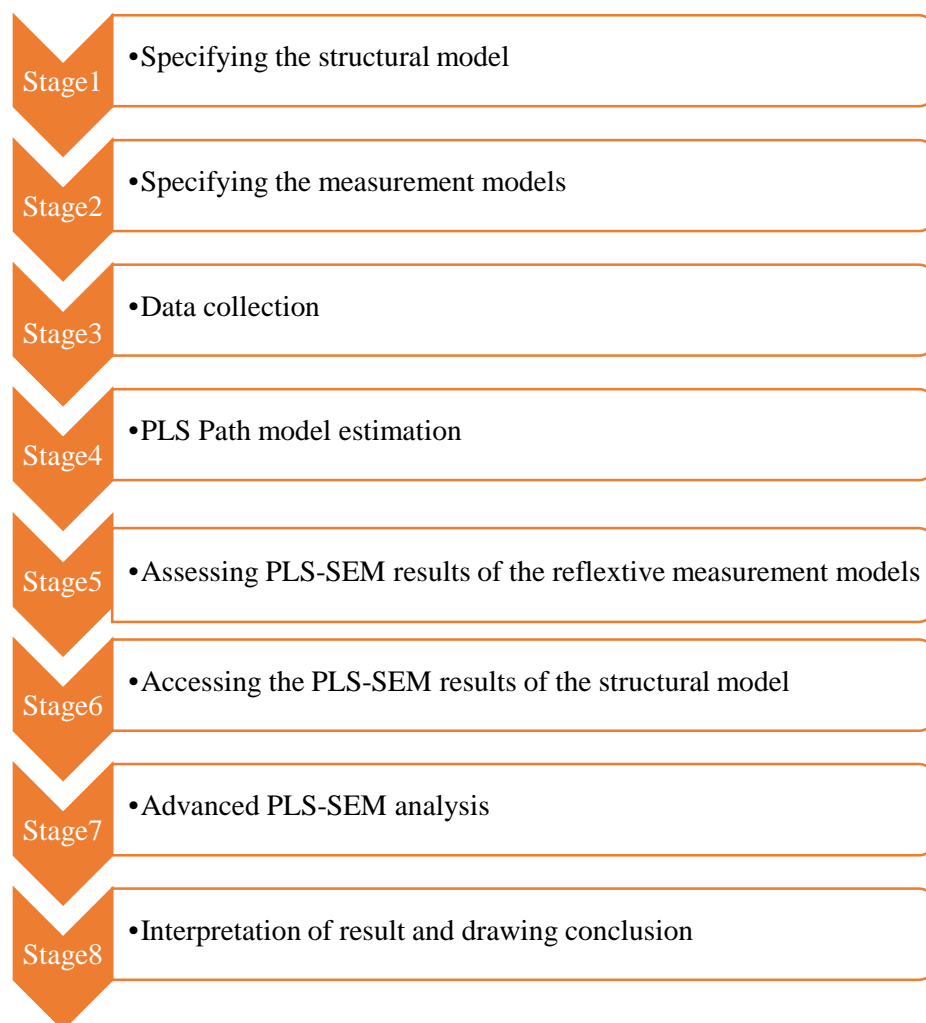 Stage1
•Specifying the structural model
Stage2
•Specifying the measurement models
Stage3
•Data collection
Stage4
•PLS Path model estimation
Stage5
•Assessing PLS-SEM results of the reflextive measurement models
Stage6
•Accessing the PLS-SEM results of the structural model
Stage7
•Advanced PLS-SEM analysis
Stage8
•Interpretation of result and drawing conclusion